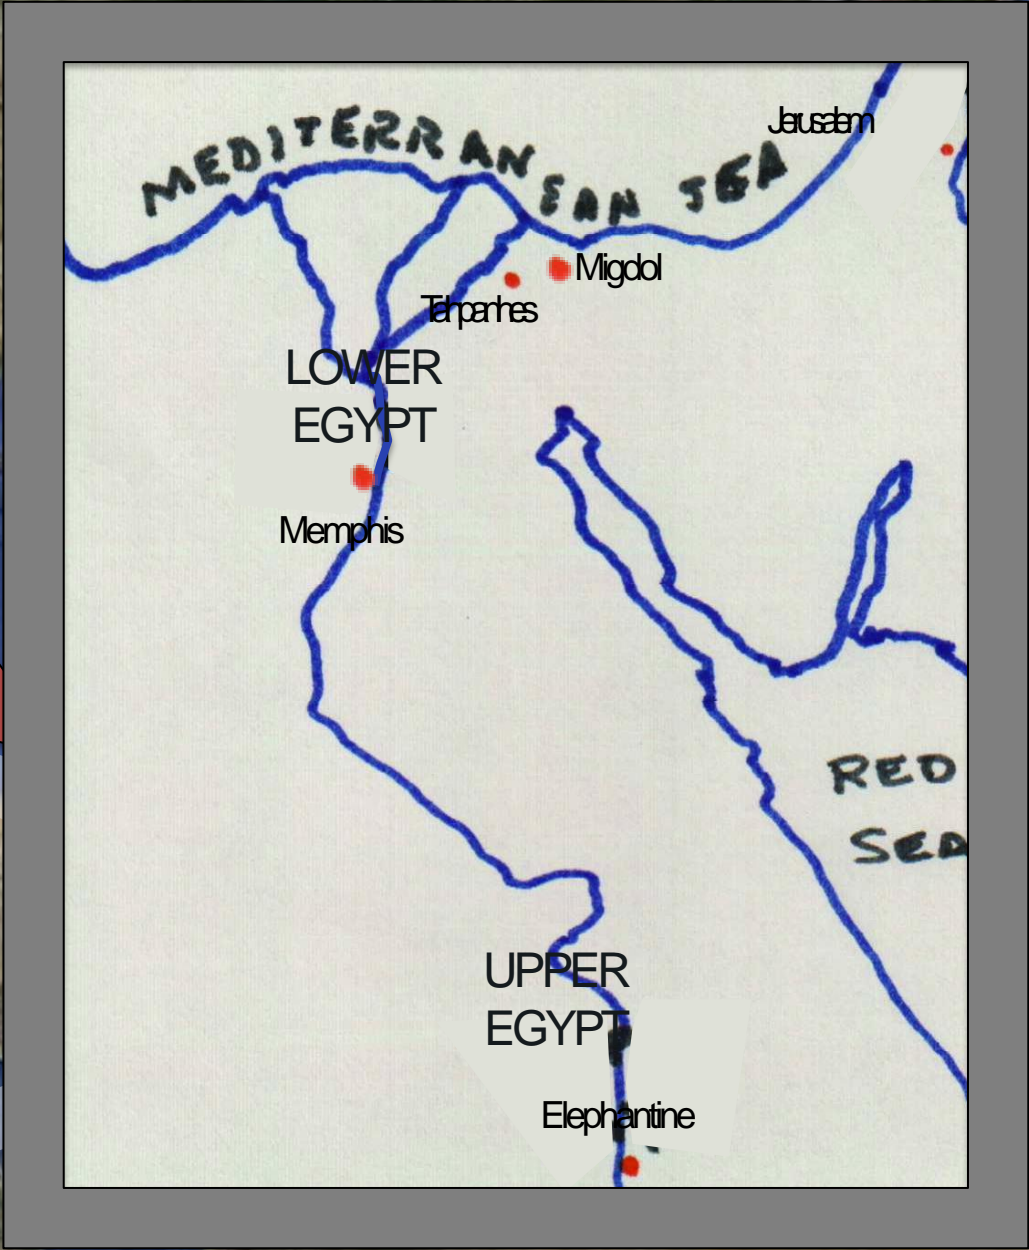 Jerusalem
MEDITERRANEAN SEA
Migdol
Tahpanhes
LOWER
EGYPT
Memphis
RED
SEA
UPPER
EGYPT
Elephantine